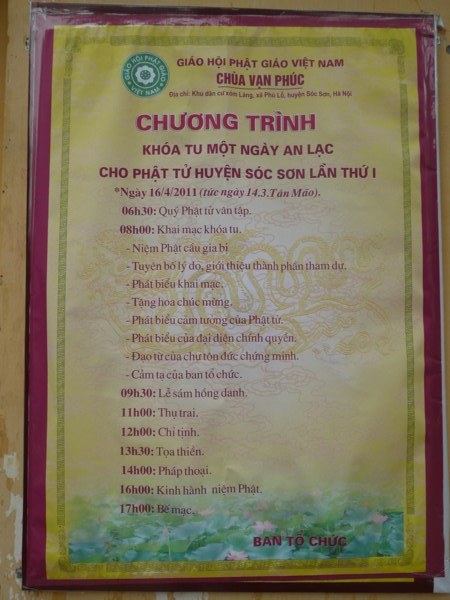 GIÁO HỘI PHẬT GIÁO VIỆT NAM
GIÁO HỘI PHẬT GIÁO VIỆT NAM
CHÙA VẠN PHÚC
Địa chỉ: Khu dân cư xóm Làng, xã Phù Lỗ, huyện Sóc Sơn, Hà Nội
CHƯƠNG TRÌNH
KHÓA TU MỘT NGÀY AN LẠC
CHO PHẬT TỬ HUYỆN SÓC SƠN LẦN THỨ I
*Ngày 16/4/2011 (tức ngày 14.3.Tân Mão).
06h30: Quý Phật tử vân tập.
08h00: Khai mạc khóa tu.
- Niệm Phật cầu gia bị
- Tuyên bố lý do, giới thiệu thành phần tham dự.
- Phát biểu khai mạc.
- Tặng hoa chúc mừng.
- Phát biểu cảm tưởng của Phật tử.
- Phát biểu của đại diện chính quyền.
- Đạo từ của chư tôn đức chứng minh.
- Cảm tạ của ban tổ chức.
09h30: Lễ sám hồng danh.
11h00: Thụ trai.
12h00: Chỉ tịnh.
13h30: Tọa thiền.
14h00: Pháp thoại.
16h00: Kinh hành niệm Phật.
17h00: Bế mạc.
BAN TỔ CHỨC